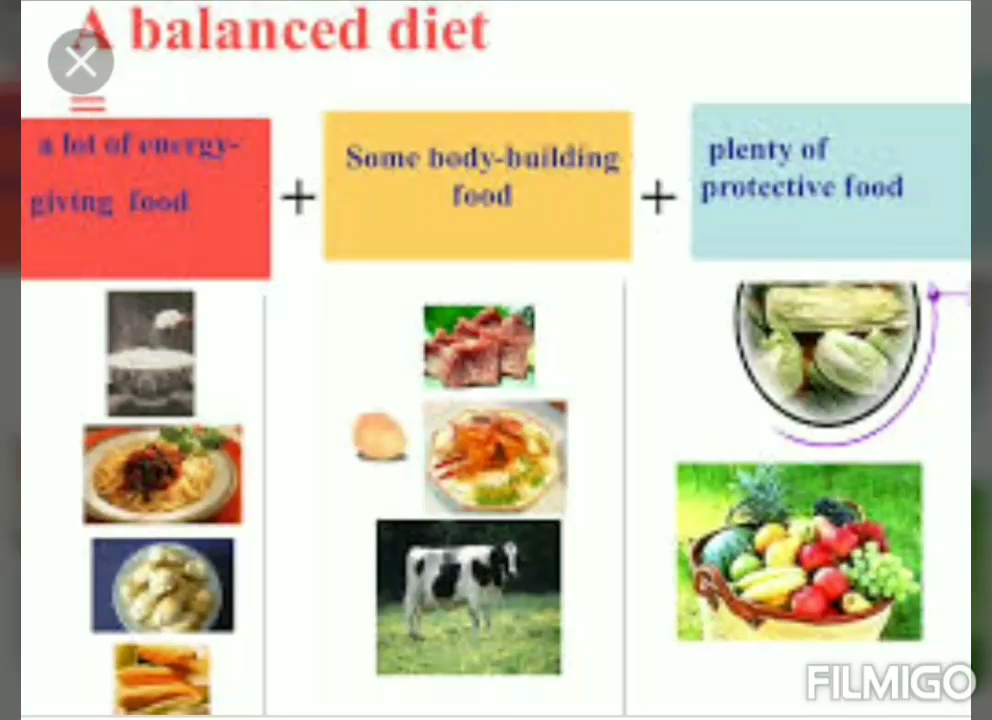 A balanced diet
=
a lot of energy-
giving food
+
Some body-building
food
+
plenty of
protective food
FILMIGO